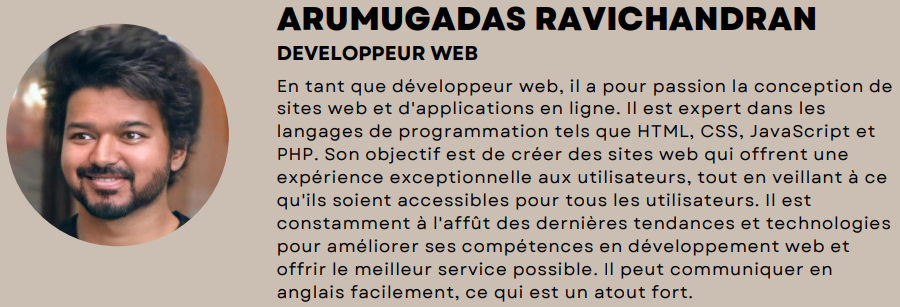 ARUMUGADAS RAVICHANDRAN
DEVELOPPEUR WEB
En tant que développeur web, il a pour passion la conception de
sites web et d'applications en ligne. Il est expert dans les
langages de programmation tels que HTML, CSS, JavaScript et
PHP. Son objectif est de créer des sites web qui offrent une
expérience exceptionnelle aux utilisateurs, tout en veillant à ce
qu'ils soient accessibles pour tous les utilisateurs. Il est
constamment à l'affût des dernières tendances et technologies
pour améliorer ses compétences en développement web et
offrir le meilleur service possible. Il peut communiquer en
anglais facilement, ce qui est un atout fort.